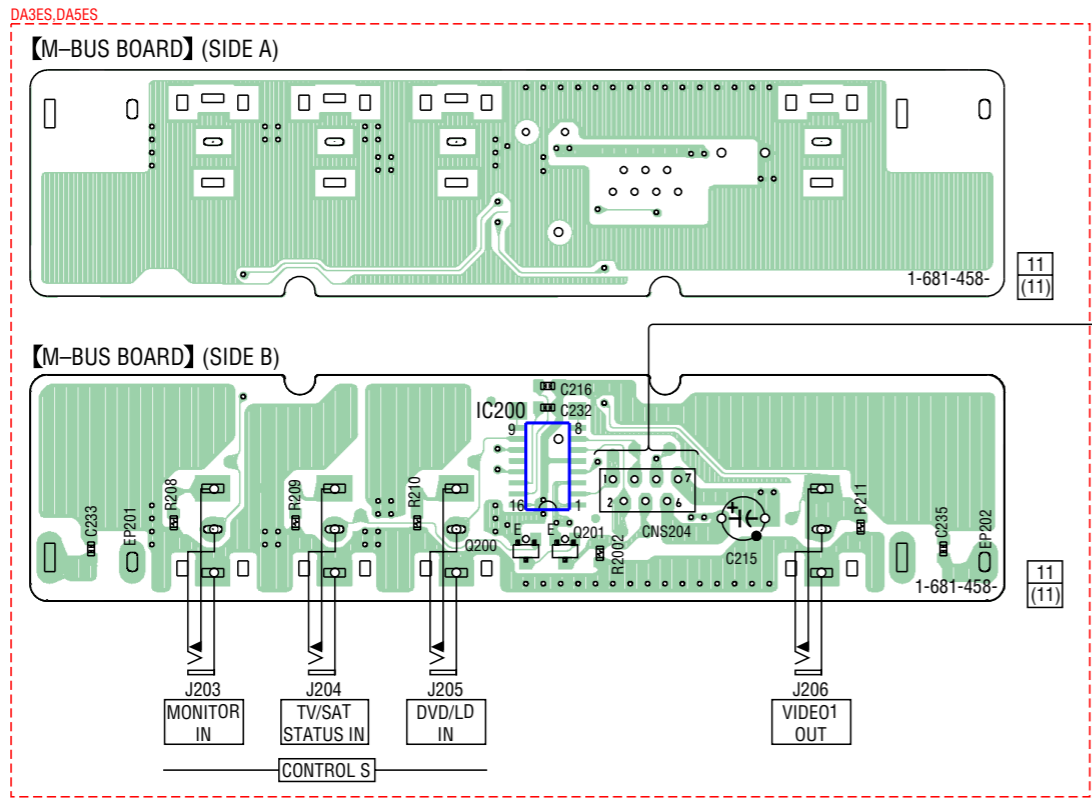 DA3ES,DA5ES
【M–BUS BOARD】 (SIDE A)
1-681-458-
11
(11)
【M–BUS BOARD】 (SIDE B)
C216
IC200
C232
9
8
16
1
R208
R209
R210
1
7
2
6
R211
C233
EP201
Q200
E
E
Q201
R2002
CNS204
+
C215
C235
EP202
1-681-458-
11
(11)
J203
J204
J205
J206
MONITOR
IN
TV/SAT
STATUS IN
DVD/LD
IN
VIDEO1
OUT
CONTROL S